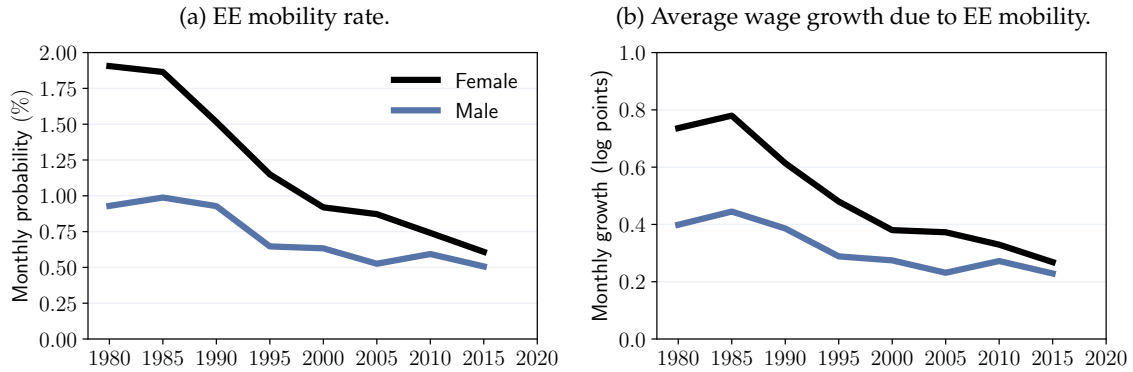 (a) EE mobility rate.
Monthly probability (%)
2.00
1.75
1.50
1.25
1.00
0.75
0.50
0.25
0.00
Female
Male
1980 1985 1990 1995 2000 2005 2010 2015 2020
(b) Average wage growth due to EE mobility.
Monthly growth (log points)
1.0
0.8
0.6
0.4
0.2
0.0
1980 1985 1990 1995 2000 2005 2010 2015 2020